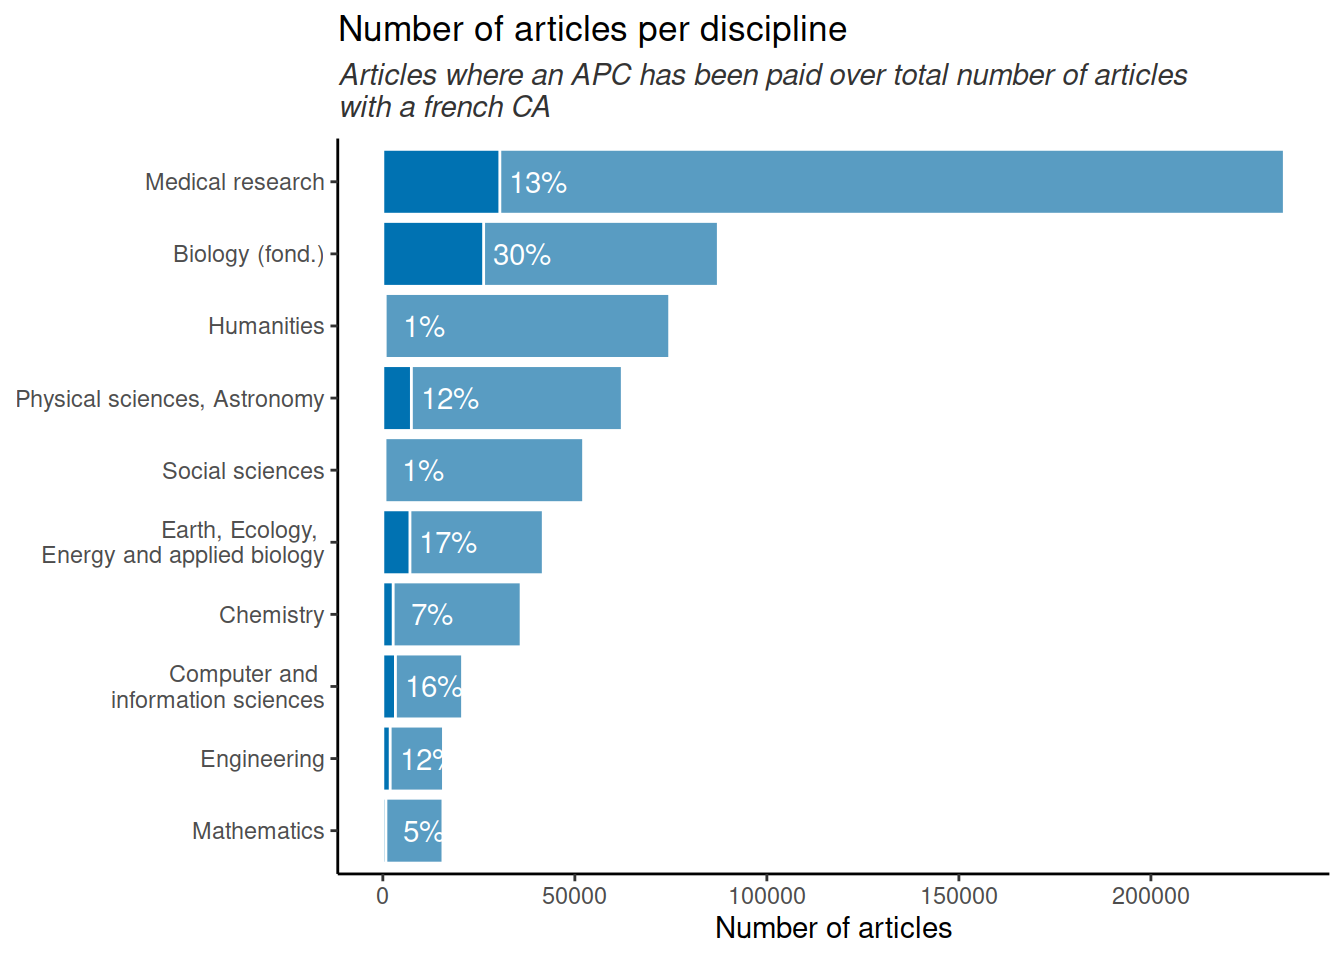 Number of articles per discipline
Articles where an APC has been paid over total number of articles
with a french CA
Medical research
13%
Biology (fond.)
30%
Humanities
1%
Physical sciences, Astronomy
12%
Social sciences
1%
Earth, Ecology,
Energy and applied biology
17%
Chemistry
7%
Computer and
information sciences
16%
Engineering
12%
Mathematics
5%
0
50000
100000
150000
200000
Number of articles